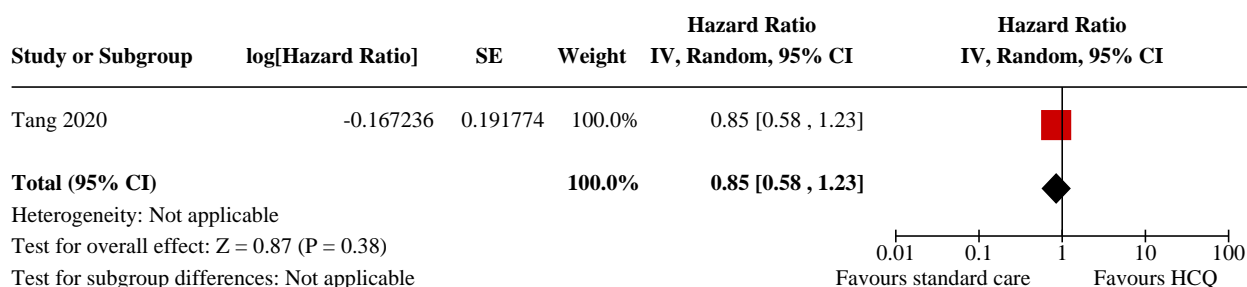 Hazard Ratio Hazard Ratio
Study or Subgroup log[Hazard Ratio] SE Weight IV, Random, 95% CI IV, Random, 95% CI
Tang 2020 -0.167236 0.191774 100.0% 0.85 [0.58 , 1.23]
Total (95% CI) 100.0% 0.85 [0.58 , 1.23]
Heterogeneity: Not applicable
Test for overall effect: Z = 0.87 (P = 0.38)
0.01 0.1 1 10 100
Test for subgroup differences: Not applicable Favours standard care Favours HCQ